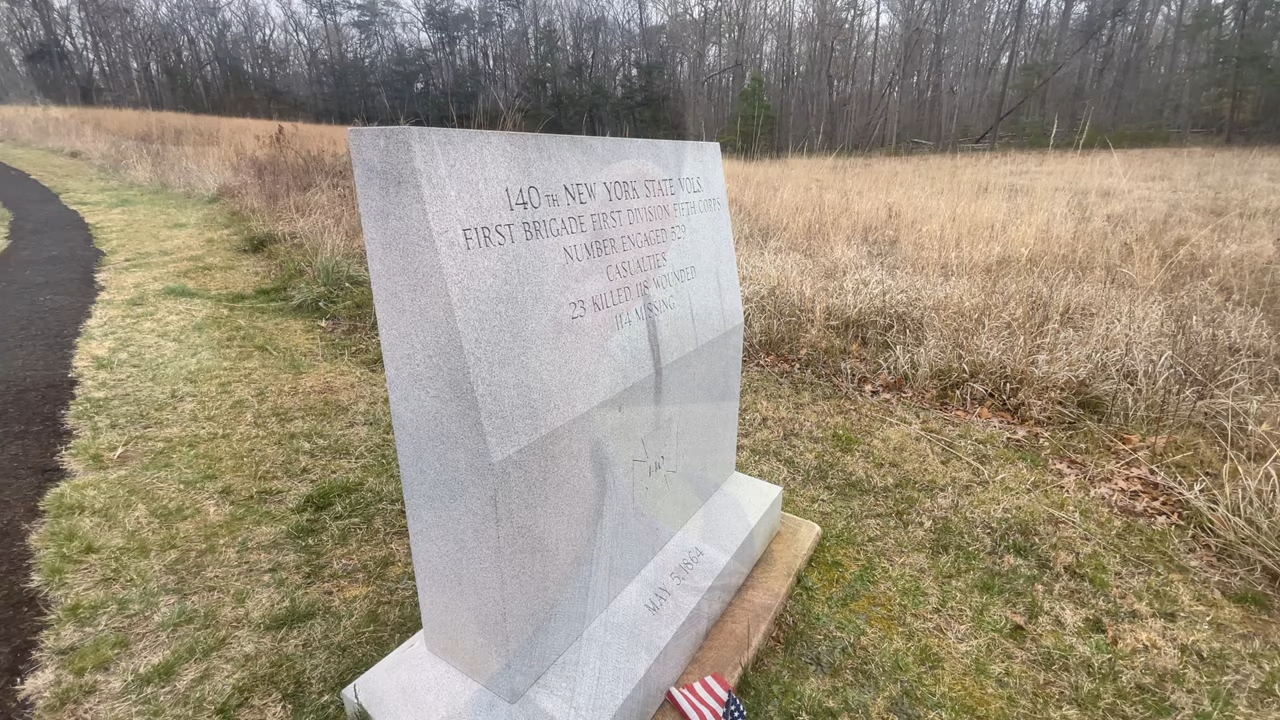 140TH NEW YORK STATE VOLS.
FIRST BRIGADE FIRST DIVISION FIFTH CORPS
NUMBER ENGAGED 529
CASUALTIES
23 KILLED, 118 WOUNDED
114 MISSING
MAY 5, 1864